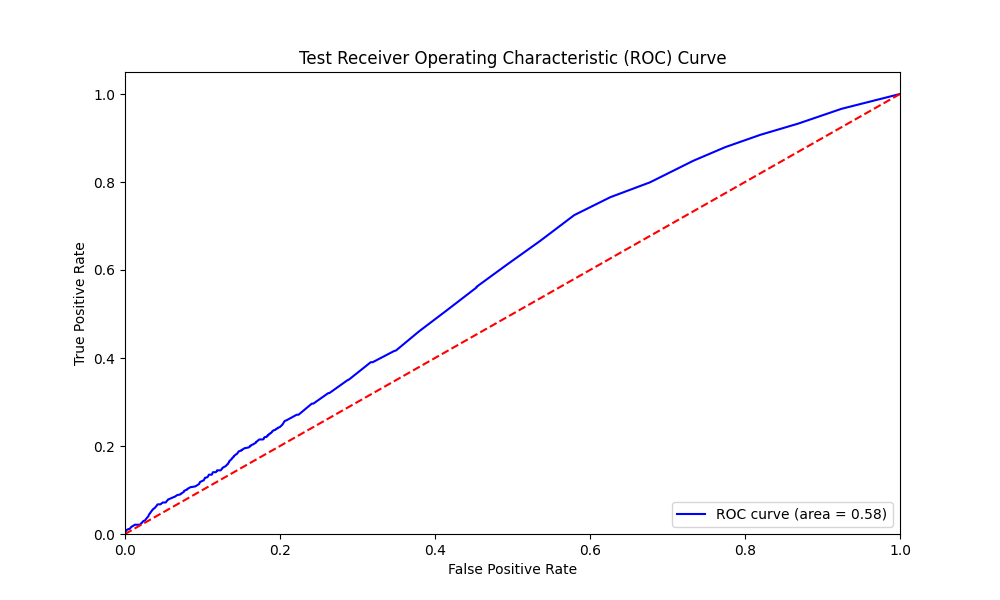 Test Receiver Operating Characteristic (ROC) Curve
1.0
0.8
0.6
0.4
0.2
0.0
True Positive Rate
ROC curve (area = 0.58)
0.0 0.2 0.4 0.6 0.8 1.0
False Positive Rate